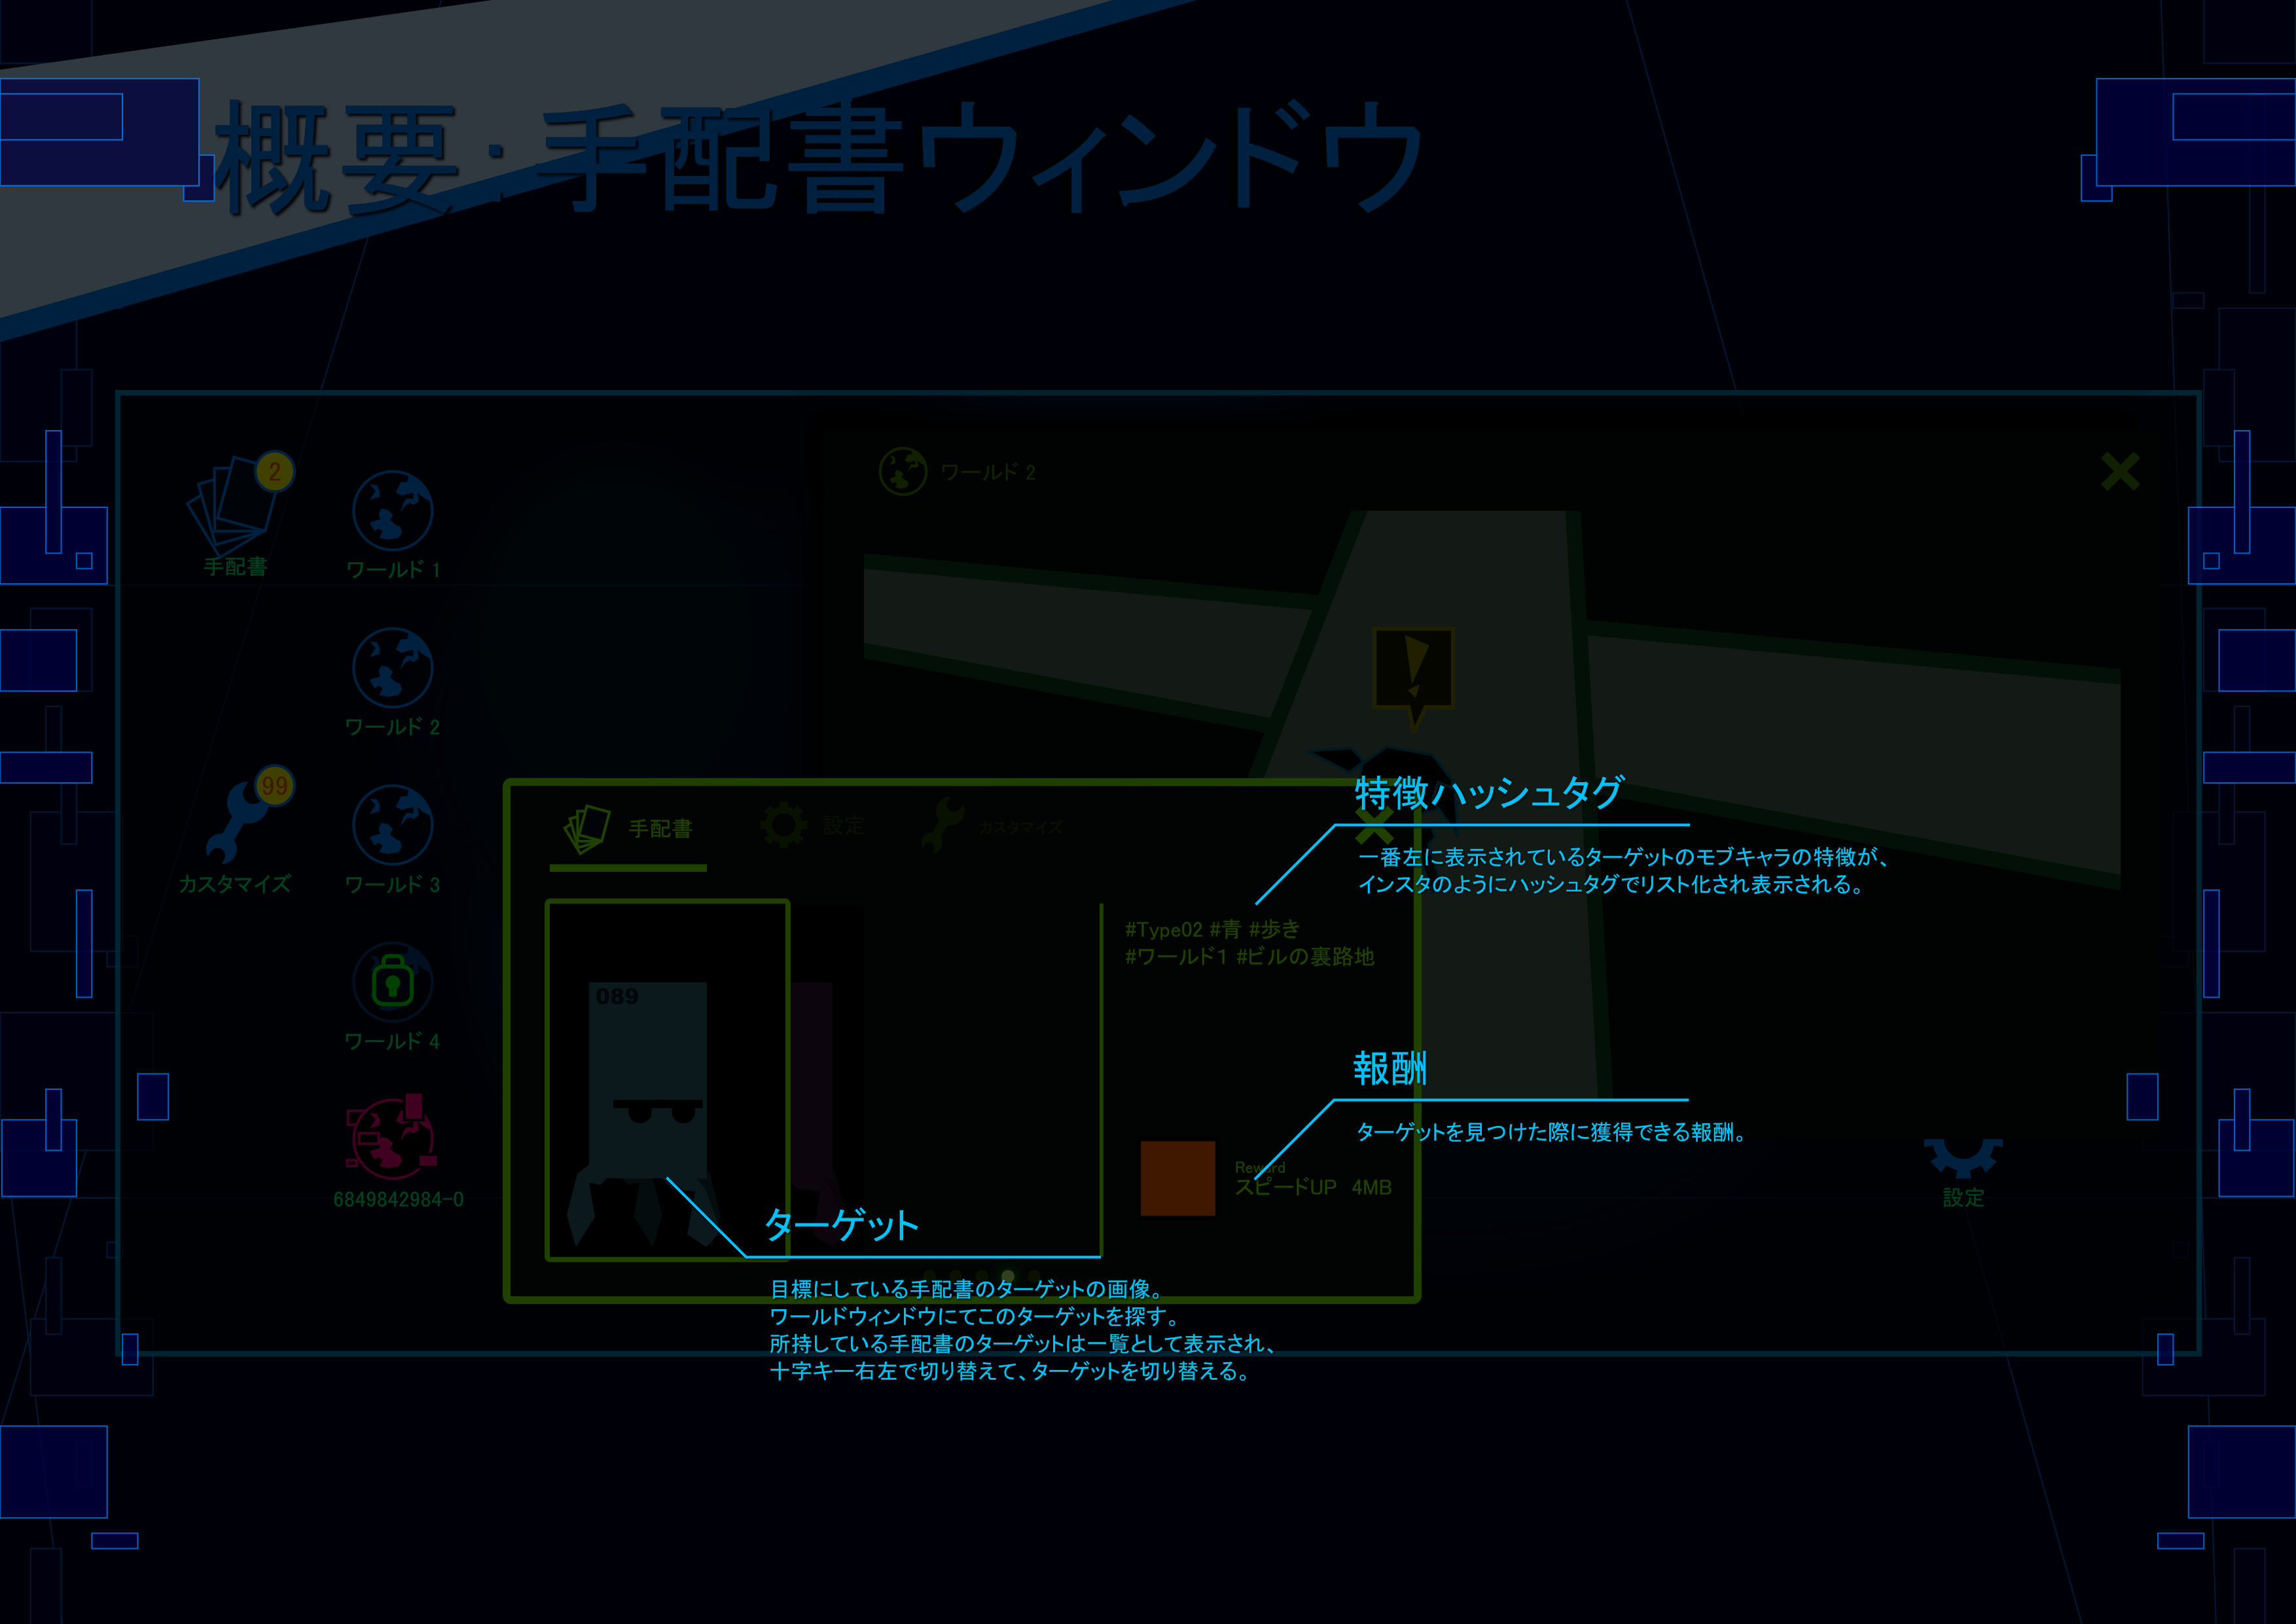 概要：手配書ウィンドウ
2
手配書
ワールド 1
ワールド 2
99
カスタマイズ
ワールド 3
ワールド 4
6849842984-0
ワールド 2
設定
手配書
設定
カスタマイズ
089
#Type02 #青 #歩き
#ワールド1 #ビルの裏路地
Reward
スピードUP 4MB
特徴ハッシュタグ
一番左に表示されているターゲットのモブキャラの特徴が、
インスタのようにハッシュタグでリスト化され表示される。
報酬
ターゲットを見つけた際に獲得できる報酬。
ターゲット
目標にしている手配書のターゲットの画像。
ワールドウィンドウにてこのターゲットを探す。
所持している手配書のターゲットは一覧として表示され、
十字キー右左で切り替えて、ターゲットを切り替える。